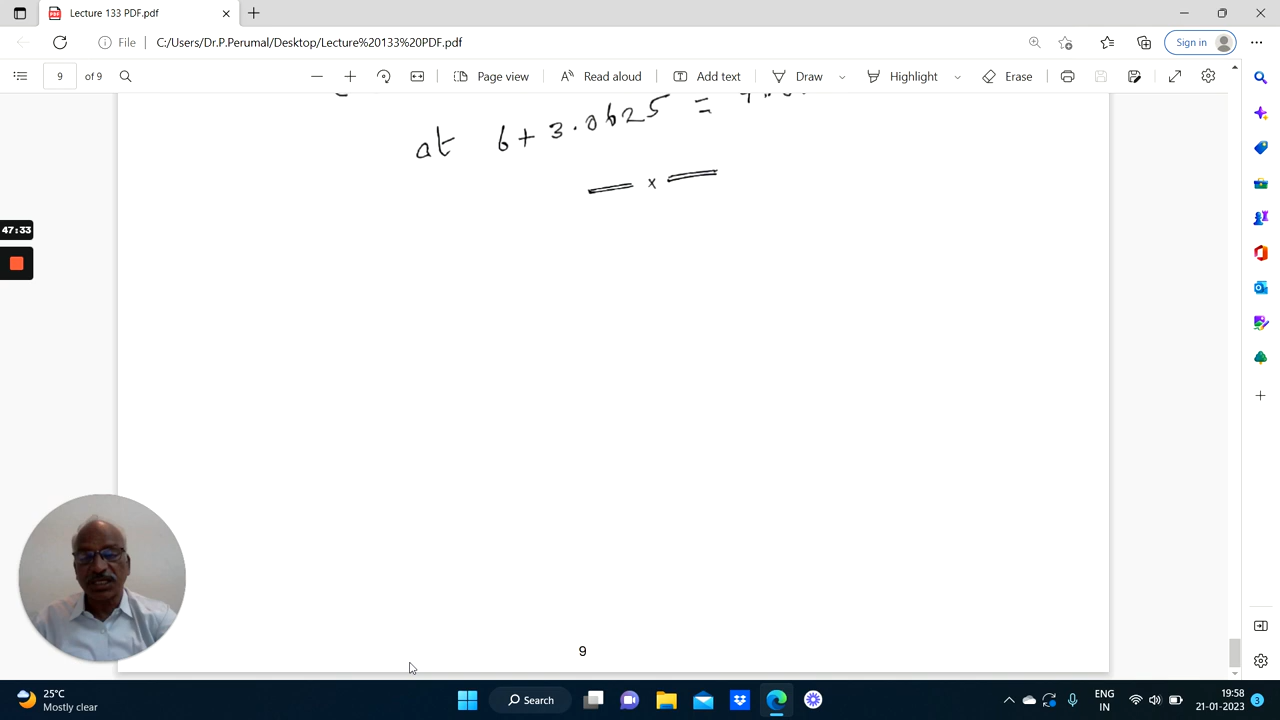 Lecture 133 PDF.pdf
File C:/Users/Dr.P.Perumal/Desktop/Lecture%20133%20PDF.pdf
Sign in
9 of 9 Page view Read aloud Add text Draw Highlight Erase
at 6 + 3.0625 =
x
47:33
9
25°C
Mostly clear
Search
ENG
IN
19:58
21-01-2023
3